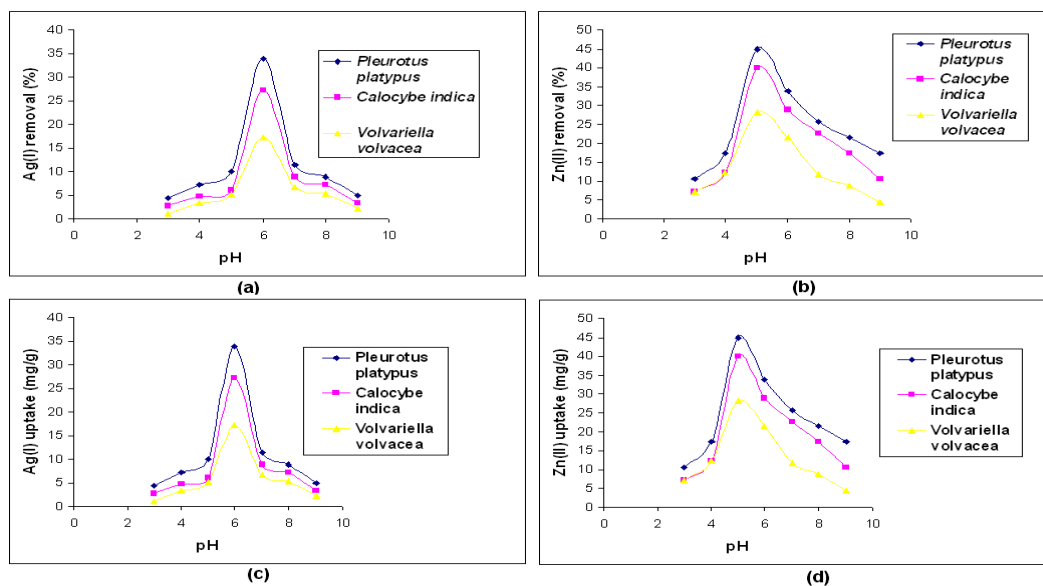 40
35
30
25
20
15
10
5
0
Ag(I) removal (%)
0 2 4 6 8 10
pH
Pleurotus
platypus
Calocybe indica
Volvariella
volvacea
(a)
50
45
40
35
30
25
20
15
10
5
0
Zn(II) removal (%)
0 2 4 6 8 10
pH
Pleurotus
platypus
Calocybe
indica
Volvariella
volvacea
(b)
40
35
30
25
20
15
10
5
0
Ag(I) uptake (mg/g)
0 2 4 6 8 10
pH
Pleurotus
platypus
Calocybe
indica
Volvariella
volvacea
(c)
50
45
40
35
30
25
20
15
10
5
0
Zn(II) uptake (mg/g)
0 2 4 6 8 10
pH
Pleurotus
platypus
Calocybe
indica
Volvariella
volvacea
(d)